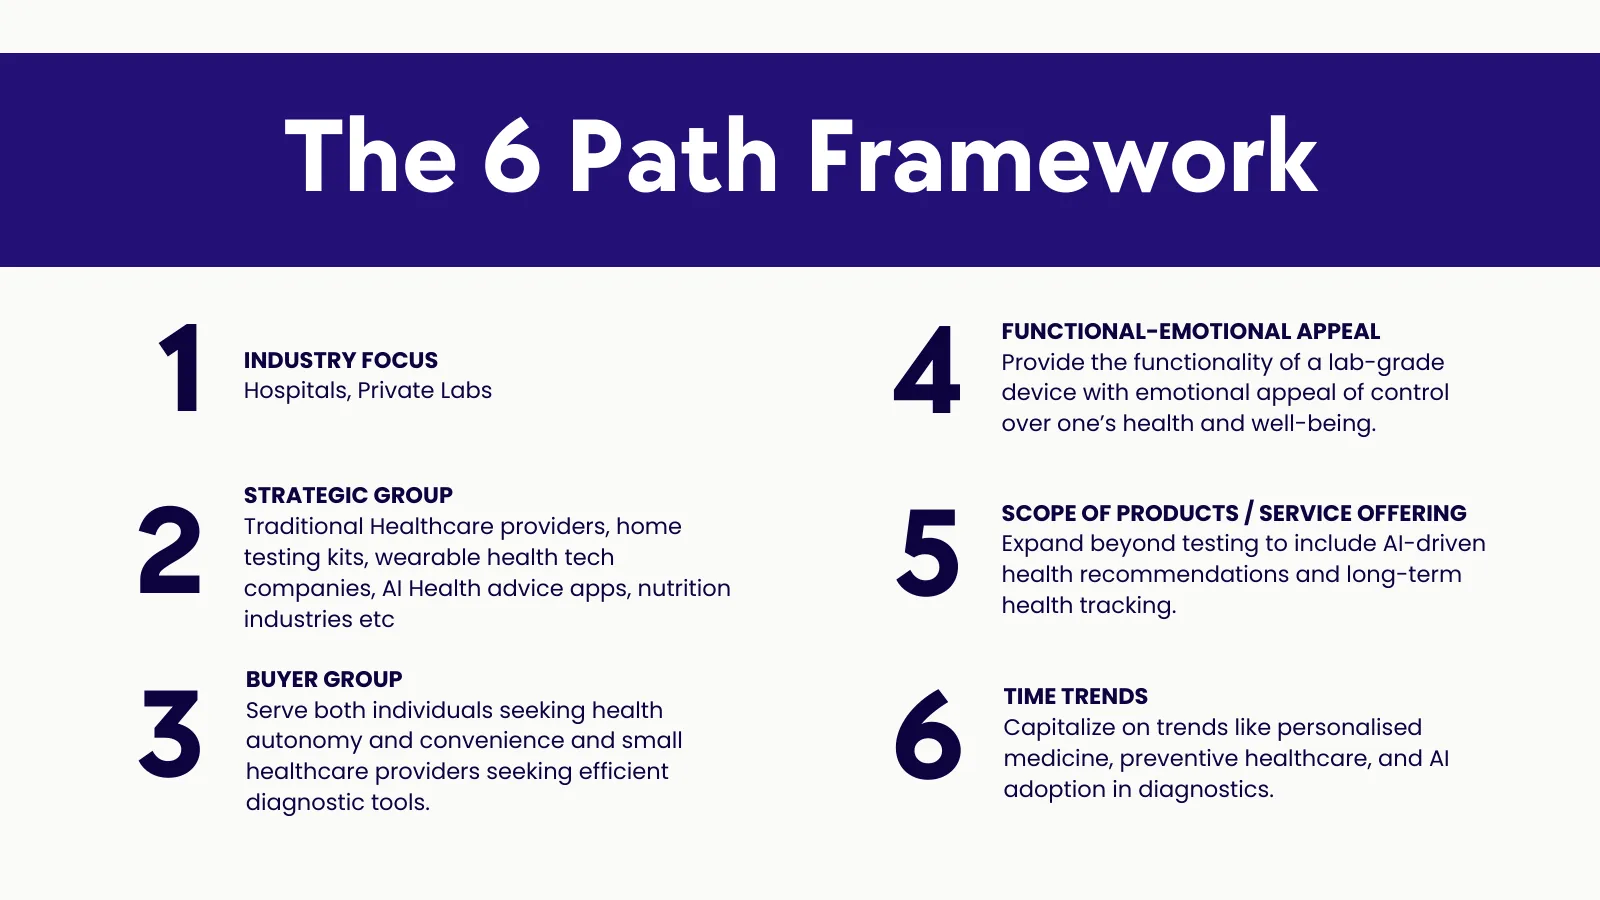 The 6 Path Framework
1
INDUSTRY FOCUS
Hospitals, Private Labs
2
STRATEGIC GROUP
Traditional Healthcare providers, home
testing kits, wearable health tech
companies, AI Health advice apps, nutrition
industries etc
3
BUYER GROUP
Serve both individuals seeking health
autonomy and convenience and small
healthcare providers seeking efficient
diagnostic tools.
4
FUNCTIONAL-EMOTIONAL APPEAL
Provide the functionality of a lab-grade
device with emotional appeal of control
over one’s health and well-being.
5
SCOPE OF PRODUCTS / SERVICE OFFERING
Expand beyond testing to include AI-driven
health recommendations and long-term
health tracking.
6
TIME TRENDS
Capitalize on trends like personalised
medicine, preventive healthcare, and AI
adoption in diagnostics.